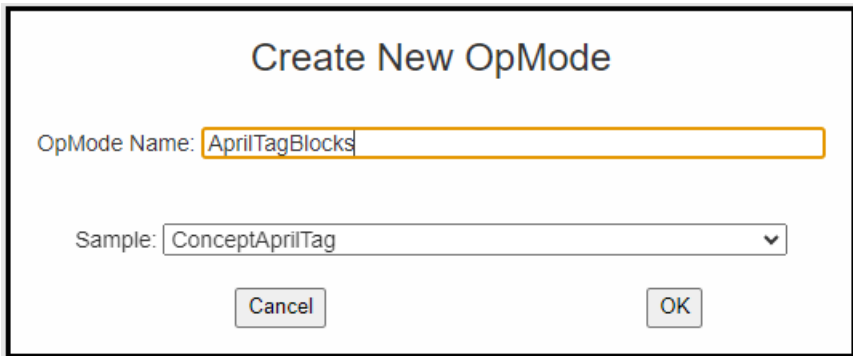 Create New OpMode
OpMode Name: AprilTagBlocks
Sample: ConceptAprilTag
Cancel OK